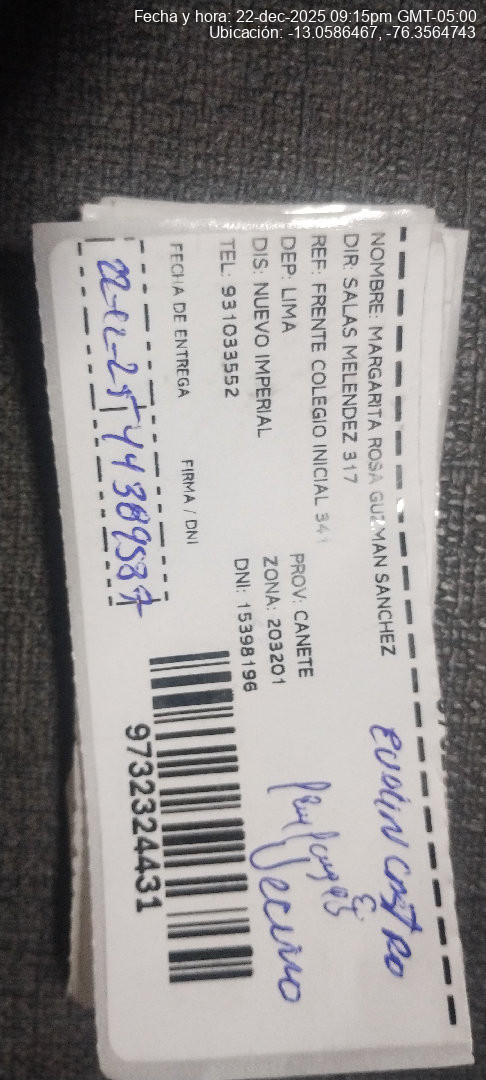 Fecha y hora: 22-dec-2025 09:15pm GMT-05:00
Ubicación: -13.0586467, -76.3564743
NOMBRE: MARGARITA ROSA GUZMAN SANCHEZ
DIR: SALAS MELENDEZ 317
REF: FRENTE COLEGIO INICIAL 341
DEP: LIMA PROV: CANETE
DIS: NUEVO IMPERIAL ZONA: 203201
TEL: 931033552 DNI: 15398196
FECHA DE ENTREGA FIRMA / DNI
22-12-25
9732324431
CASTRO
E.
Vecino